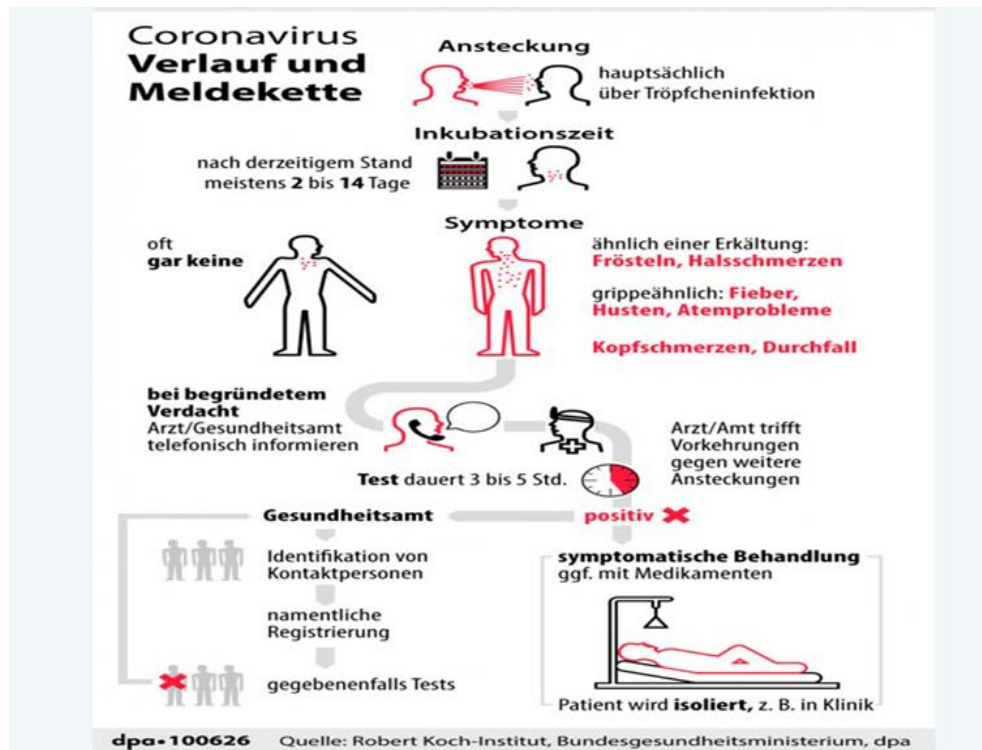 Coronavirus
Verlauf und
Meldekette
Ansteckung
hauptsächlich
über Tröpfcheninfektion
Inkubationszeit
nach derzeitigem Stand
meistens 2 bis 14 Tage
Symptome
oft
gar keine
ähnlich einer Erkältung:
Frösteln, Halsschmerzen
grippeähnlich: Fieber,
Husten, Atemprobleme
Kopfschmerzen, Durchfall
bei begründetem
Verdacht
Arzt/Gesundheitsamt
telefonisch informieren
Arzt/Amt trifft
Vorkehrungen
gegen weitere
Ansteckungen
Test dauert 3 bis 5 Std.
positiv
Gesundheitsamt
Identifikation von
Kontaktpersonen
namentliche
Registrierung
gegebenenfalls Tests
symptomatische Behandlung
ggf. mit Medikamenten
Patient wird isoliert, z. B. in Klinik
dpa•100626 Quelle: Robert Koch-Institut, Bundesgesundheitsministerium, dpa